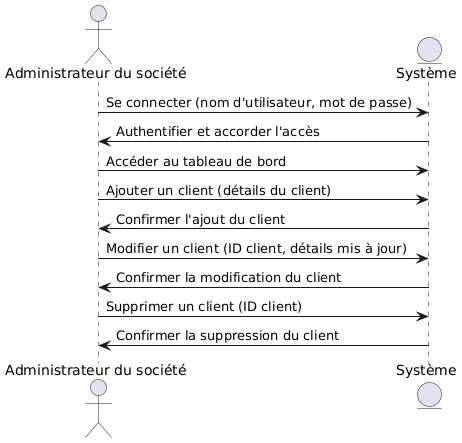 Administrateur du société
Système
Se connecter (nom d'utilisateur, mot de passe)
Authentifier et accorder l'accès
Accéder au tableau de bord
Ajouter un client (détails du client)
Confirmer l'ajout du client
Modifier un client (ID client, détails mis à jour)
Confirmer la modification du client
Supprimer un client (ID client)
Confirmer la suppression du client
Administrateur du société
Système